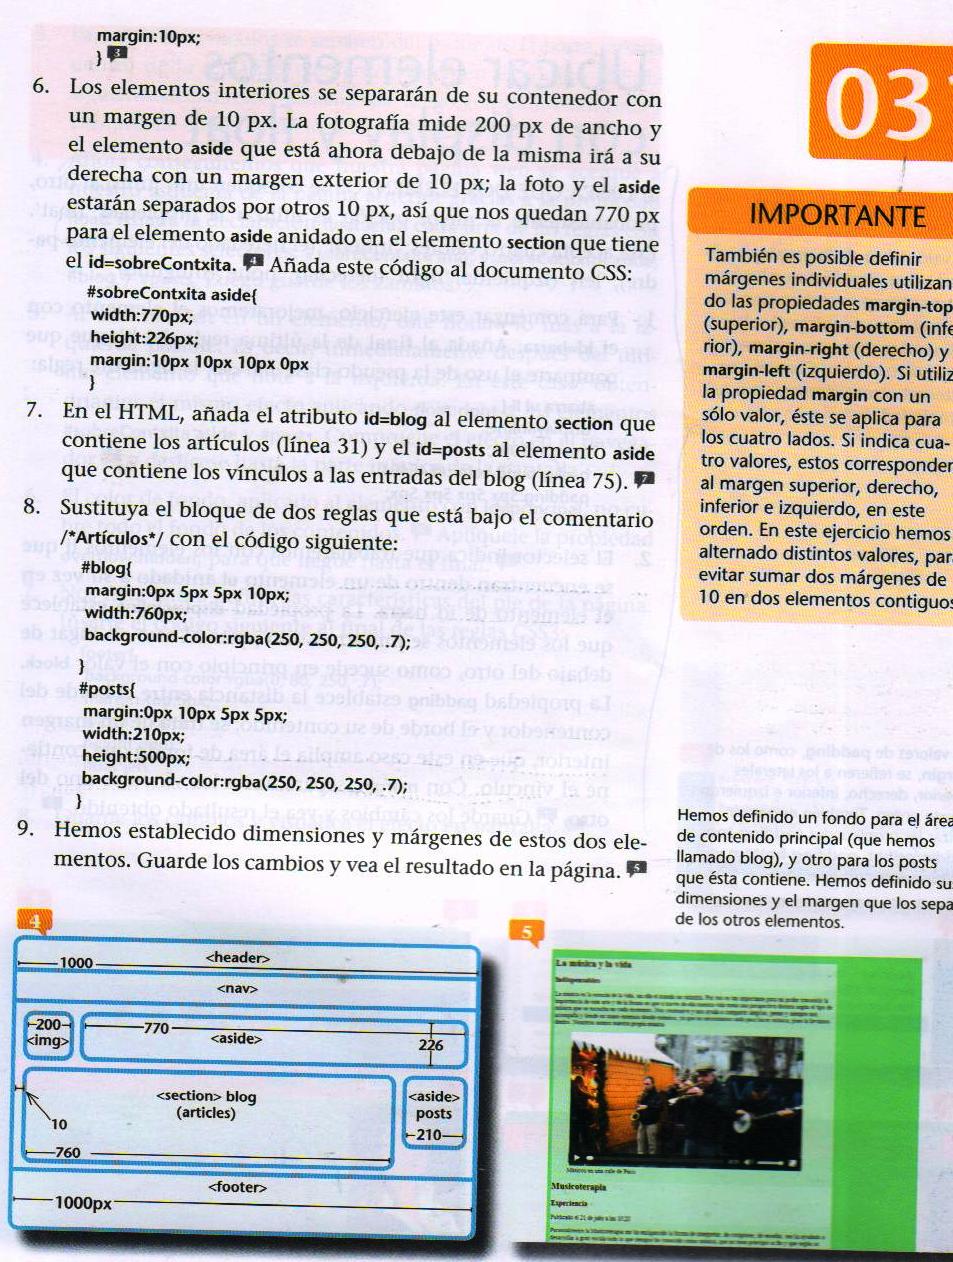 margin:10px;
} 3
6. Los elementos interiores se separarán de su contenedor con
un margen de 10 px. La fotografía mide 200 px de ancho y
el elemento aside que está ahora debajo de la misma irá a su
derecha con un margen exterior de 10 px; la foto y el aside
estarán separados por otros 10 px, así que nos quedan 770 px
para el elemento aside anidado en el elemento section que tiene
el id=sobreContxita. 4 Añada este código al documento CSS:
#sobreContxita aside{
width:770px;
height:226px;
margin:10px 10px 10px 0px
}
7. En el HTML, añada el atributo id=blog al elemento section que
contiene los artículos (línea 31) y el id=posts al elemento aside
que contiene los vínculos a las entradas del blog (línea 75).
8. Sustituya el bloque de dos reglas que está bajo el comentario
/*Artículos*/ con el código siguiente:
#blog{
margin:0px 5px 5px 10px;
width:760px;
background-color:rgba(250, 250, 250, .7);
}
#posts{
margin:0px 10px 5px 5px;
width:210px;
height:500px;
background-color:rgba(250, 250, 250, .7);
}
9. Hemos establecido dimensiones y márgenes de estos dos ele-
mentos. Guarde los cambios y vea el resultado en la página. 5
03
IMPORTANTE
También es posible definir
márgenes individuales utilizan
do las propiedades margin-top
(superior), margin-bottom (infe
rior), margin-right (derecho) y
margin-left (izquierdo). Si utiliz
la propiedad margin con un
sólo valor, éste se aplica para
los cuatro lados. Si indica cua-
tro valores, estos corresponder
al margen superior, derecho,
inferior e izquierdo, en este
orden. En este ejercicio hemos
alternado distintos valores, par
evitar sumar dos márgenes de
10 en dos elementos contiguos
Hemos definido un fondo para el área
de contenido principal (que hemos
llamado blog), y otro para los posts
que ésta contiene. Hemos definido su
dimensiones y el margen que los sepa
de los otros elementos.
4
1000 <header>
<nav>
200
<img>
770
<aside>
226
<section> blog
(articles)
10
760
<aside>
posts
210
<footer>
1000px
5
La música y la vida
Indispensables
Músicos en una calle de París
Musicoterapia
Experiencia